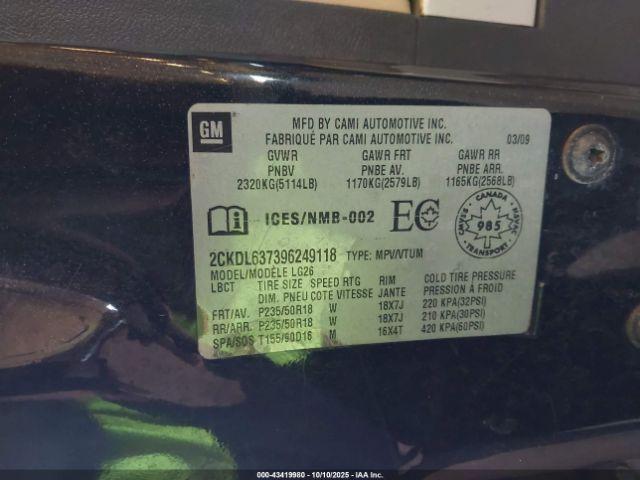 GM
MFD BY CAMI AUTOMOTIVE INC.
FABRIQUÉ PAR CAMI AUTOMOTIVE INC. 03/09
GVWR GAWR FRT GAWR RR
PNBV PNBE AV. PNBE ARR.
2320KG(5114LB) 1170KG(2579LB) 1165KG(2568LB)
ICES/NMB-002 EC
CANADA
CMVSS NSVAC
985
TRANSPORT
2CKDL637396249118 TYPE: MPV/VTUM
MODEL/MODÈLE LG26
LBCT TIRE SIZE SPEED RTG RIM COLD TIRE PRESSURE
DIM. PNEU COTE VITESSE JANTE PRESSION A FROID
FRT/AV. P235/50R18 W 18X7J 220 KPA(32PSI)
RR/ARR. P235/50R18 W 18X7J 210 KPA(30PSI)
SPA/SOS T155/90D16 M 16X4T 420 KPA(60PSI)
000-43419980 - 10/10/2025 - IAA Inc.